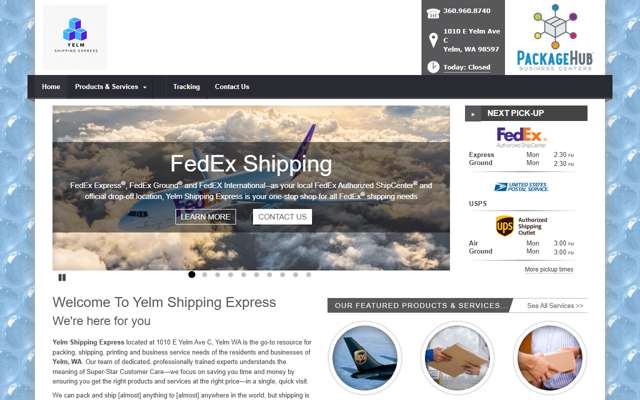 YELM
SHIPPING EXPRESS
360.960.8740
1010 E Yelm Ave
C
Yelm, WA 98597
Today: Closed
PACKAGEHUB
BUSINESS CENTERS
Home
Products & Services
Tracking
Contact Us
FedEx Shipping
FedEx Express®, FedEx Ground® and FedEX International–as your local FedEx Authorized ShipCenter® and
official drop-off location, Yelm Shipping Express is your one-stop shop for all FedEx® shipping needs
LEARN MORE
CONTACT US
NEXT PICK-UP
FedEx®
Authorized ShipCenter
Express Mon 2:30 PM
Ground Mon 2:30 PM
UNITED STATES
POSTAL SERVICE
USPS
ups
Authorized
Shipping
Outlet
Air Mon 3:00 PM
Ground Mon 3:00 PM
More pickup times
Welcome To Yelm Shipping Express
We're here for you
Yelm Shipping Express located at 1010 E Yelm Ave C, Yelm WA is the go-to resource for
packing, shipping, printing and business service needs of the residents and businesses of
Yelm, WA. Our team of dedicated, professionally trained experts understands the
meaning of Super-Star Customer Care—we focus on saving you time and money by
ensuring you get the right products and services at the right price—in a single, quick visit.
We can pack and ship [almost] anything to [almost] anywhere in the world, but shipping is
OUR FEATURED PRODUCTS & SERVICES...
See All Services >>